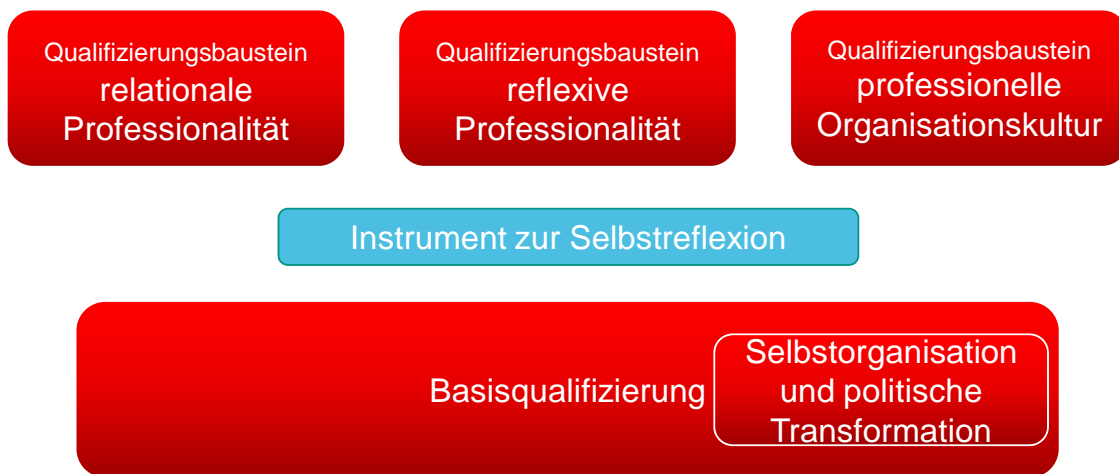 Qualifizierungsbaustein
relationale
Professionalität
Qualifizierungsbaustein
reflexive
Professionalität
Qualifizierungsbaustein
professionelle
Organisationskultur
Instrument zur Selbstreflexion
Basisqualifizierung
Selbstorganisation
und politische
Transformation